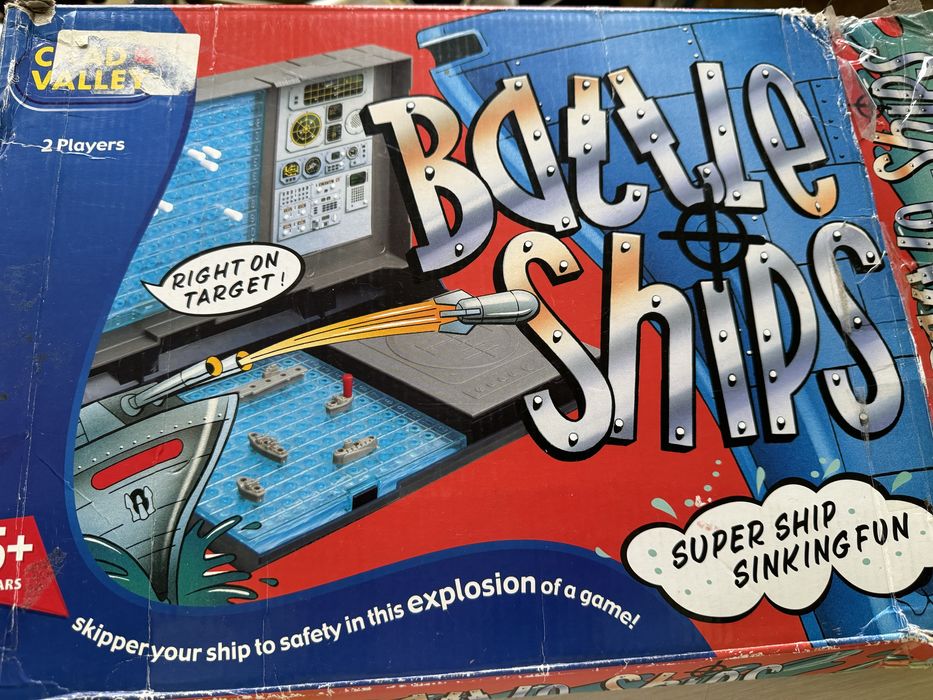 VALLEY
2 Players
Battle
Ships
RIGHT ON
TARGET!
SUPER SHIP
SINKING FUN
5+
skipper your ship to safety in this explosion of a game!
Ships